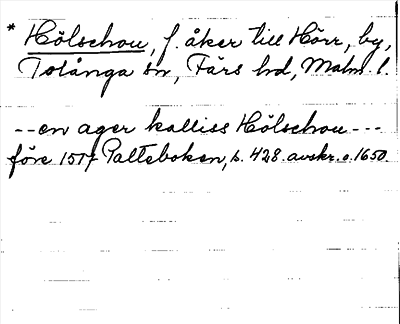 * Hölschou, f. åker till Hörr, by,
Tolånga sn, Färs hd, Malm. l.
--en ager kalliss Hölschou---
före 1517 Palteboken, s. 428. avskr. o. 1650.